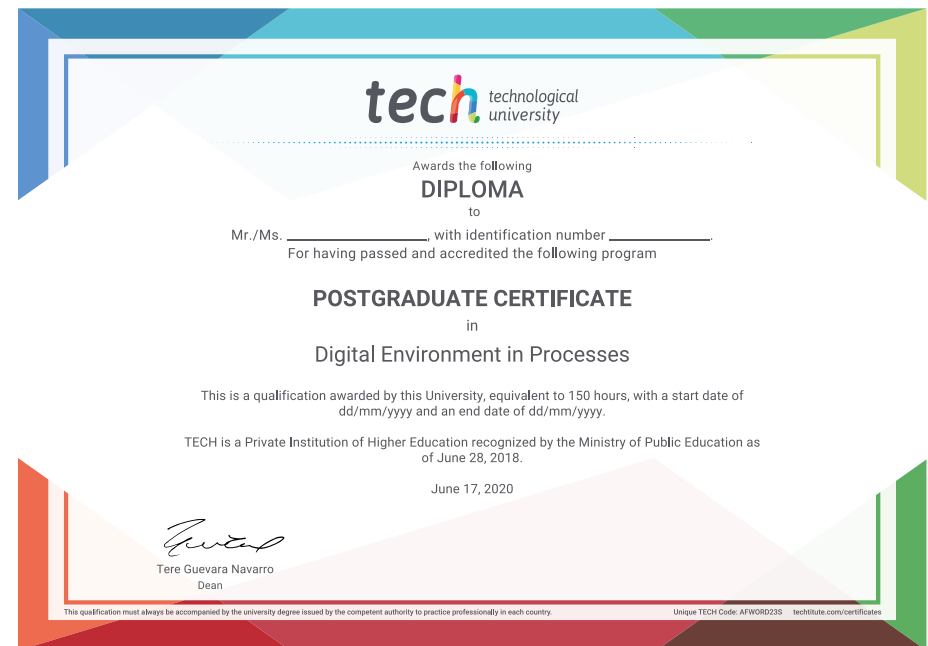 tech technological
university
Awards the following
DIPLOMA
to
Mr./Ms. ____________________, with identification number ______________.
For having passed and accredited the following program
POSTGRADUATE CERTIFICATE
in
Digital Environment in Processes
This is a qualification awarded by this University, equivalent to 150 hours, with a start date of
dd/mm/yyyy and an end date of dd/mm/yyyy.
TECH is a Private Institution of Higher Education recognized by the Ministry of Public Education as
of June 28, 2018.
June 17, 2020
Tere Guevara Navarro
Dean
This qualification must always be accompanied by the university degree issued by the competent authority to practice professionally in each country.
Unique TECH Code: AFWORD23S techtitute.com/certificates